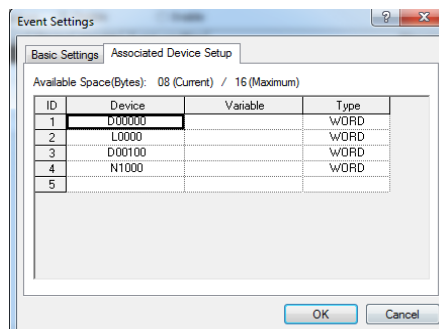 Event Settings
Basic Settings Associated Device Setup
Available Space(Bytes): 08 (Current) / 16 (Maximum)
ID Device Variable Type
1 D00000 WORD
2 L0000 WORD
3 D00100 WORD
4 N1000 WORD
5
OK Cancel